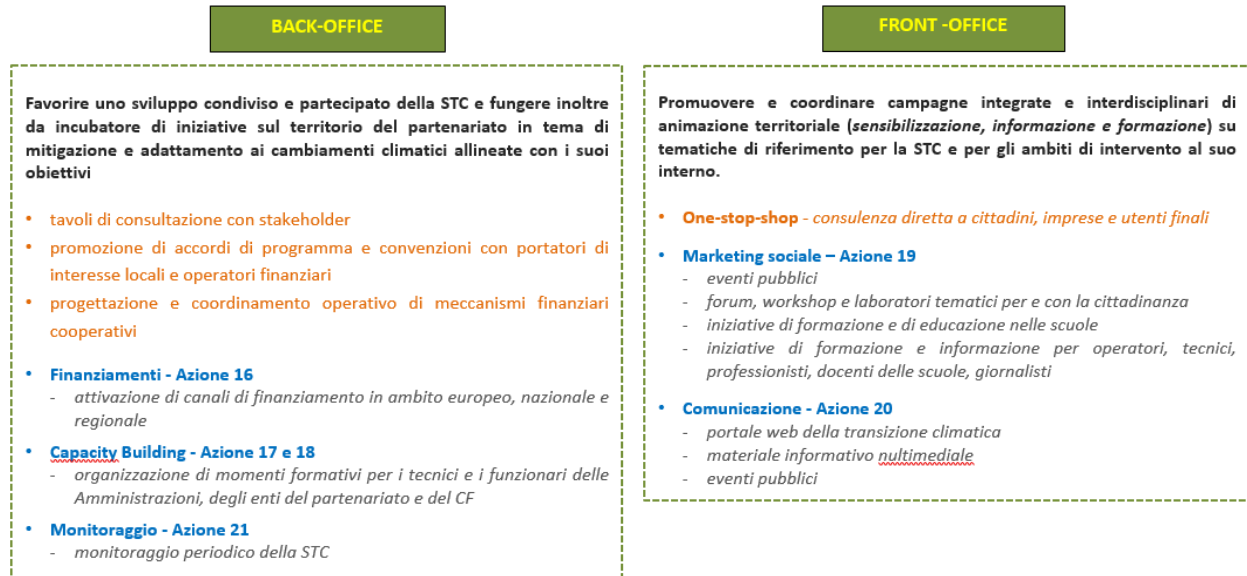 BACK-OFFICE
Favorire uno sviluppo condiviso e partecipato della STC e fungere inoltre
da incubatore di iniziative sul territorio del partenariato in tema di
mitigazione e adattamento ai cambiamenti climatici allineate con i suoi
obiettivi
• tavoli di consultazione con stakeholder
• promozione di accordi di programma e convenzioni con portatori di
interesse locali e operatori finanziari
• progettazione e coordinamento operativo di meccanismi finanziari
cooperativi
• Finanziamenti - Azione 16
- attivazione di canali di finanziamento in ambito europeo, nazionale e
regionale
• Capacity Building - Azione 17 e 18
- organizzazione di momenti formativi per i tecnici e i funzionari delle
Amministrazioni, degli enti del partenariato e del CF
• Monitoraggio - Azione 21
- monitoraggio periodico della STC
FRONT -OFFICE
Promuovere e coordinare campagne integrate e interdisciplinari di
animazione territoriale (sensibilizzazione, informazione e formazione) su
tematiche di riferimento per la STC e per gli ambiti di intervento al suo
interno.
• One-stop-shop - consulenza diretta a cittadini, imprese e utenti finali
• Marketing sociale – Azione 19
- eventi pubblici
- forum, workshop e laboratori tematici per e con la cittadinanza
- iniziative di formazione e di educazione nelle scuole
- iniziative di formazione e informazione per operatori, tecnici,
professionisti, docenti delle scuole, giornalisti
• Comunicazione - Azione 20
- portale web della transizione climatica
- materiale informativo nultimediale
- eventi pubblici